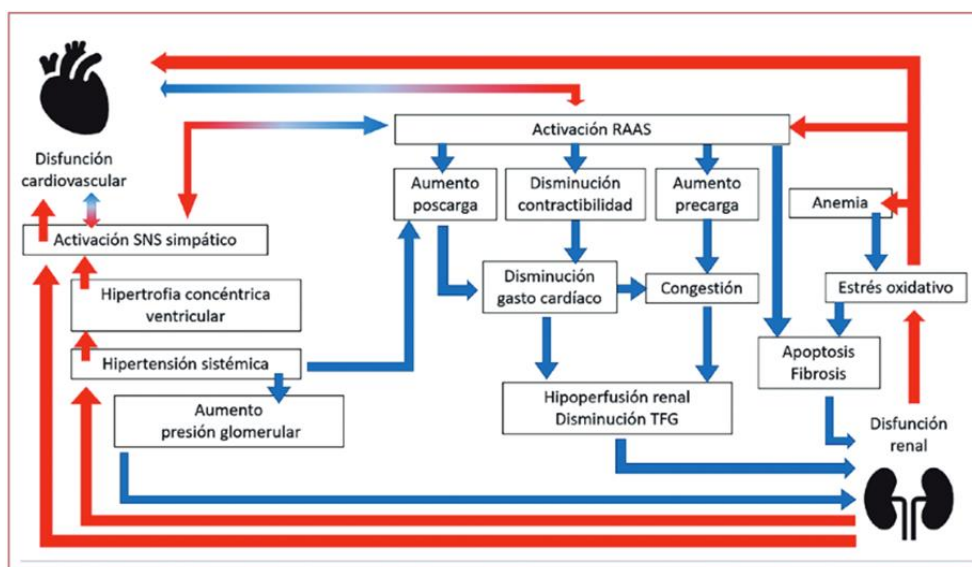 Activación RAAS
Disfunción
cardiovascular
Aumento
poscarga
Disminución
contractibilidad
Aumento
precarga
Anemia
Activación SNS simpático
Hipertrofia concéntrica
ventricular
Disminución
gasto cardíaco
Congestión
Estrés oxidativo
Hipertensión sistémica
Apoptosis
Fibrosis
Aumento
presión glomerular
Hipoperfusión renal
Disminución TFG
Disfunción
renal